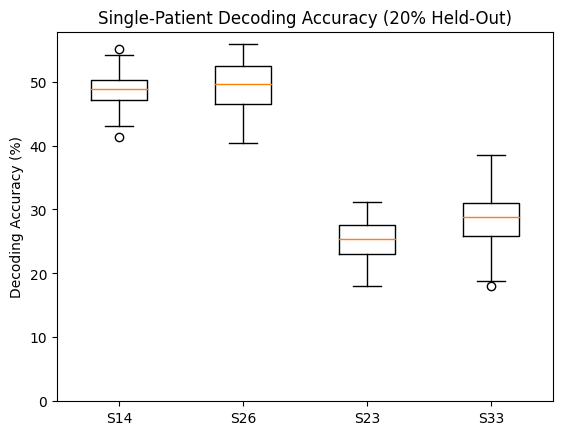 Single-Patient Decoding Accuracy (20% Held-Out)
Decoding Accuracy (%)
50
40
30
20
10
0
S14 S26 S23 S33